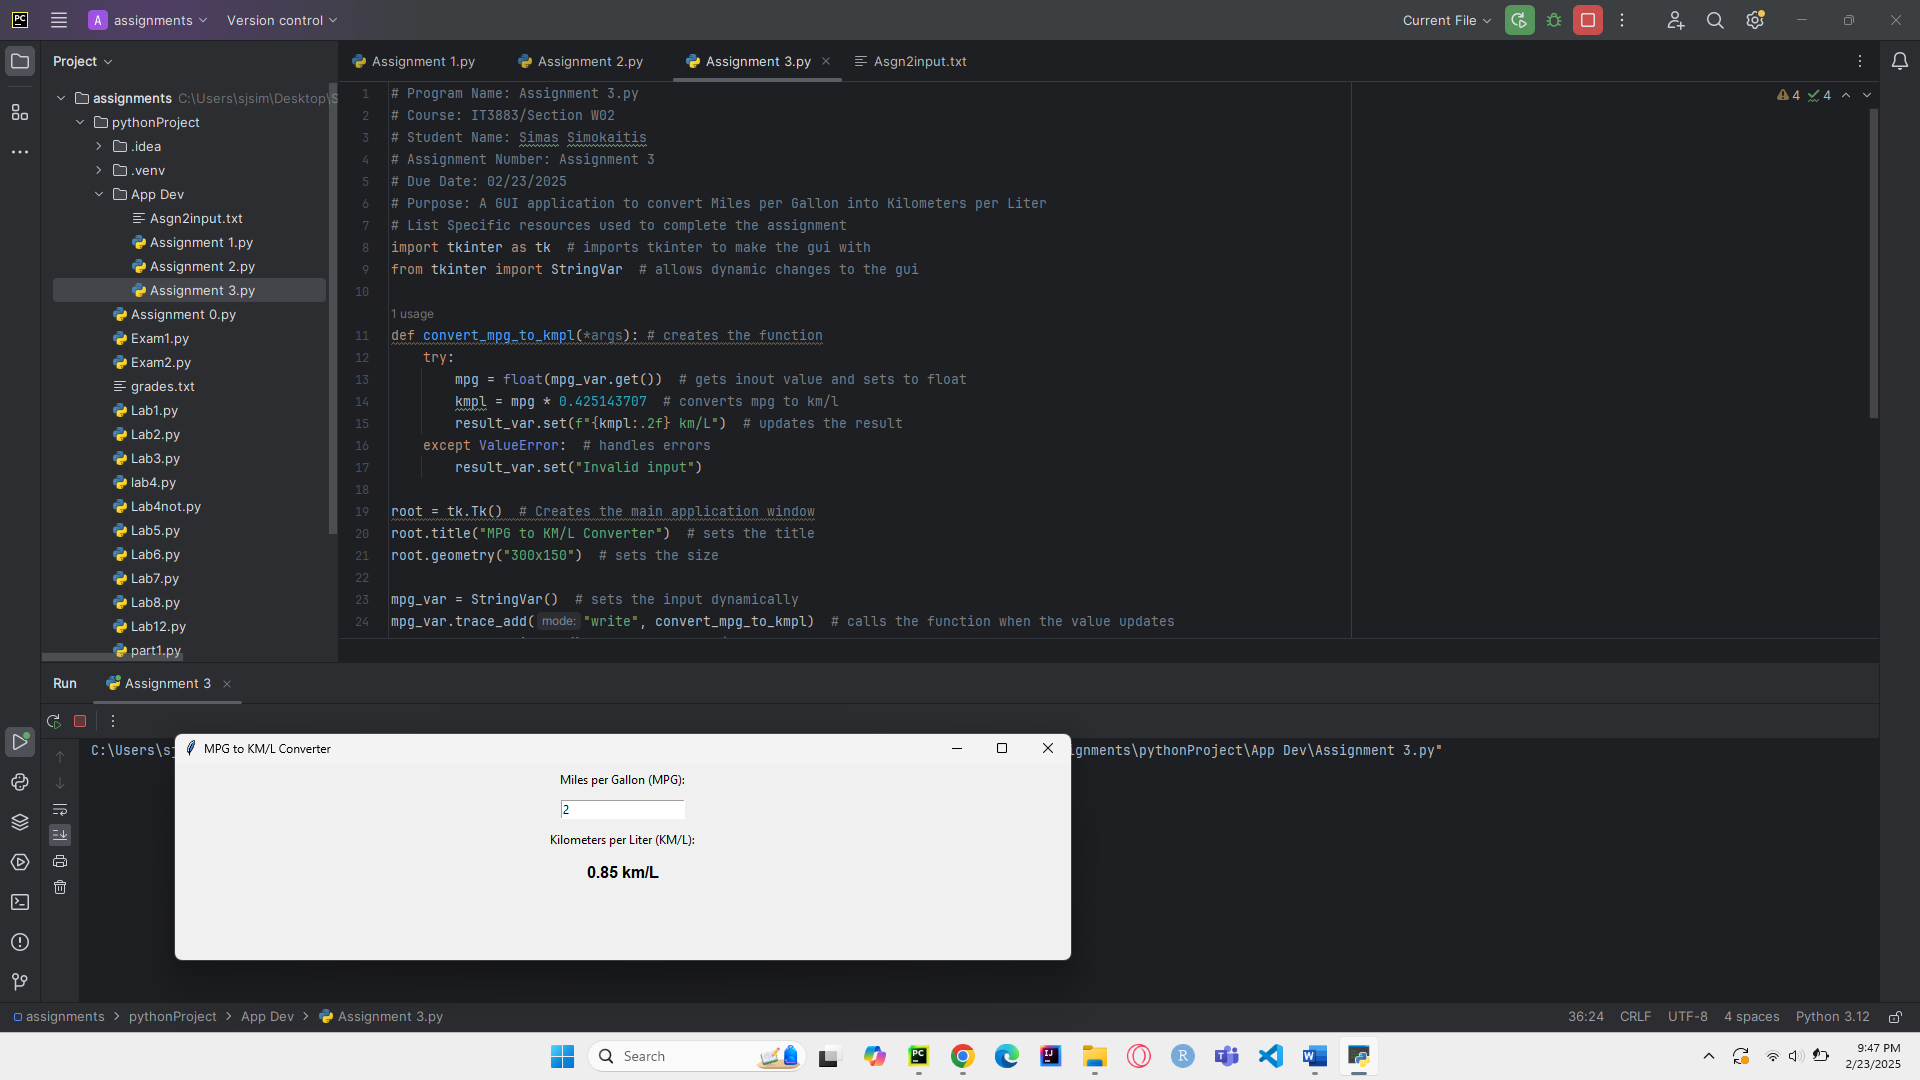 assignments
Version control
Current File
Project
Assignment 1.py
Assignment 2.py
Assignment 3.py
Asgn2input.txt
assignments C:\Users\sjsim\Desktop\S
pythonProject
.idea
.venv
App Dev
Asgn2input.txt
Assignment 1.py
Assignment 2.py
Assignment 3.py
Assignment 0.py
Exam1.py
Exam2.py
grades.txt
Lab1.py
Lab2.py
Lab3.py
lab4.py
Lab4not.py
Lab5.py
Lab6.py
Lab7.py
Lab8.py
Lab12.py
part1.py
4 4
1 # Program Name: Assignment 3.py
2 # Course: IT3883/Section W02
3 # Student Name: Simas Simokaitis
4 # Assignment Number: Assignment 3
5 # Due Date: 02/23/2025
6 # Purpose: A GUI application to convert Miles per Gallon into Kilometers per Liter
7 # List Specific resources used to complete the assignment
8 import tkinter as tk  # imports tkinter to make the gui with
9 from tkinter import StringVar  # allows dynamic changes to the gui
10
1 usage
11 def convert_mpg_to_kmpl(*args): # creates the function
12     try:
13         mpg = float(mpg_var.get())  # gets inout value and sets to float
14         kmpl = mpg * 0.425143707  # converts mpg to km/l
15         result_var.set(f"{kmpl:.2f} km/L")  # updates the result
16     except ValueError:  # handles errors
17         result_var.set("Invalid input")
18
19 root = tk.Tk()  # Creates the main application window
20 root.title("MPG to KM/L Converter")  # sets the title
21 root.geometry("300x150")  # sets the size
22
23 mpg_var = StringVar()  # sets the input dynamically
24 mpg_var.trace_add(mode: "write", convert_mpg_to_kmpl)  # calls the function when the value updates
Run
Assignment 3
C:\Users\sj
ignments\pythonProject\App Dev\Assignment 3.py"
MPG to KM/L Converter
Miles per Gallon (MPG):
2
Kilometers per Liter (KM/L):
0.85 km/L
assignments > pythonProject > App Dev > Assignment 3.py
36:24 CRLF UTF-8 4 spaces Python 3.12
Search
9:47 PM
2/23/2025